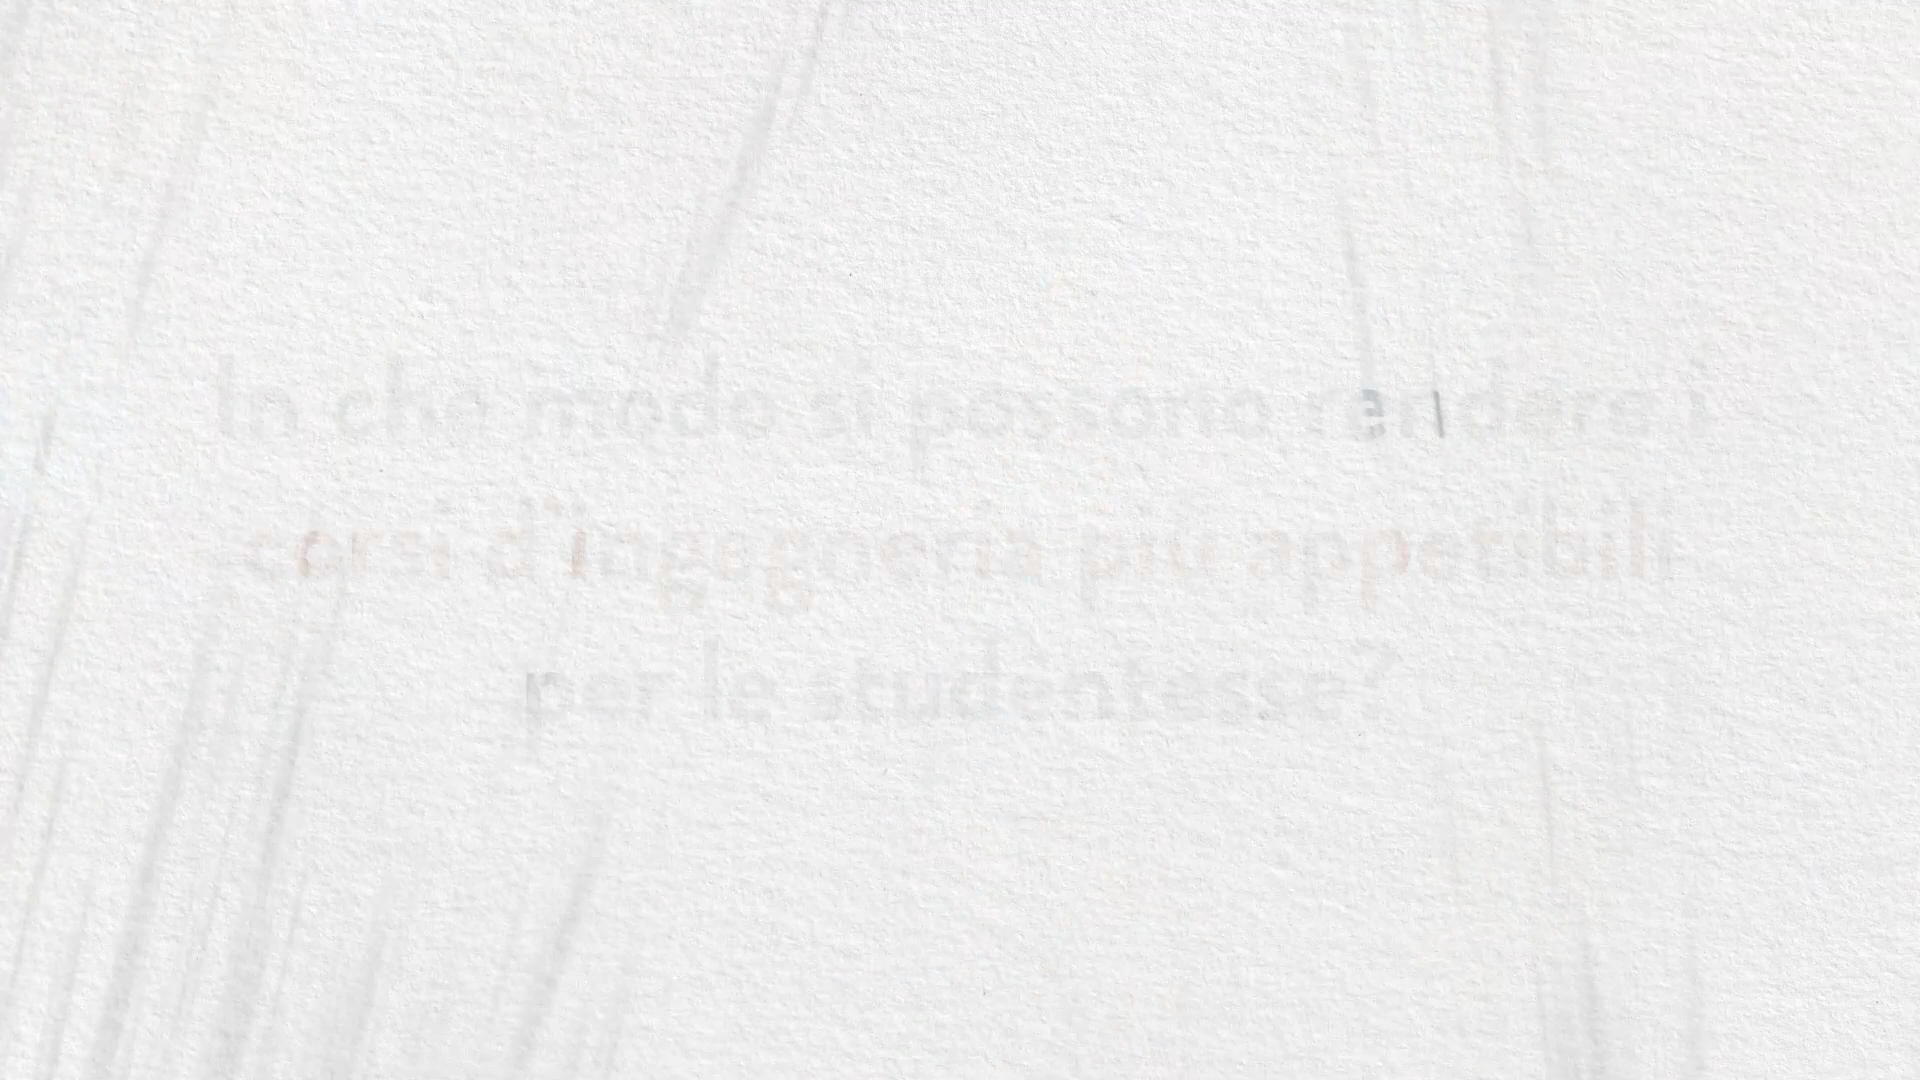 In che modo si possono rendere i
corsi d'ingegneria più appetibili
per le studentesse?